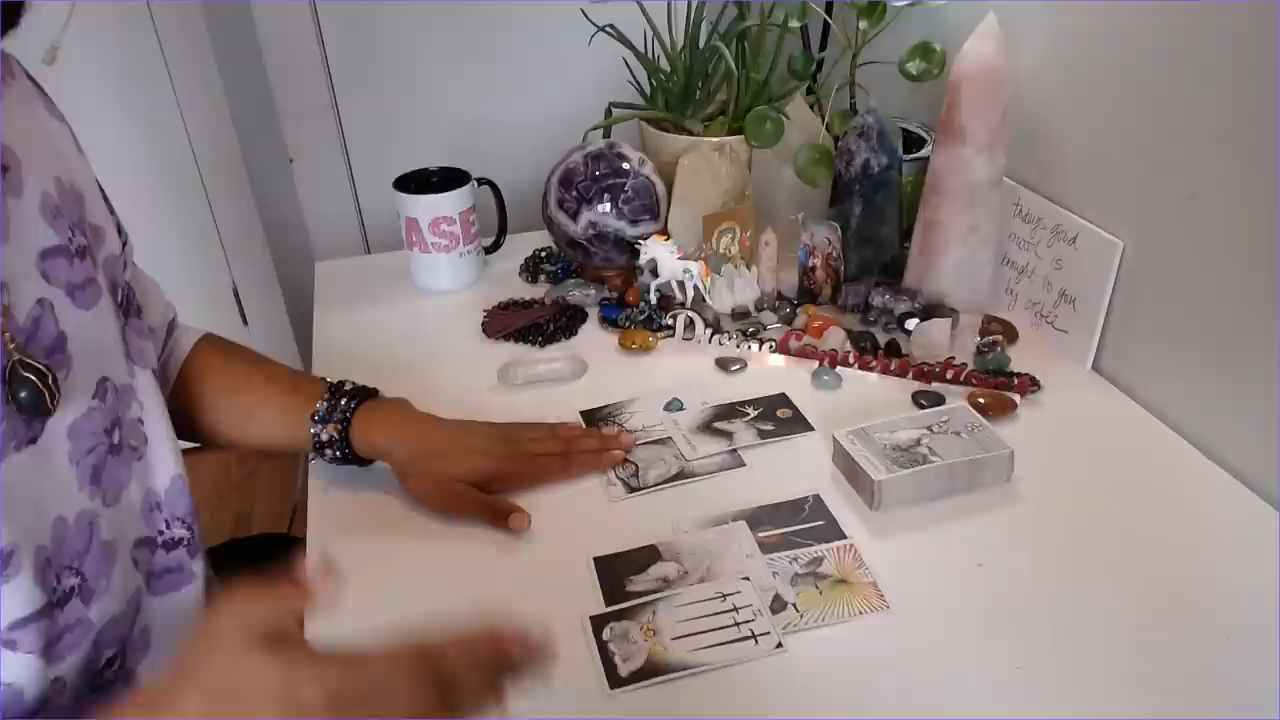 ASE
Divine Conversations
today's good
mood is
brought to you
by coffee